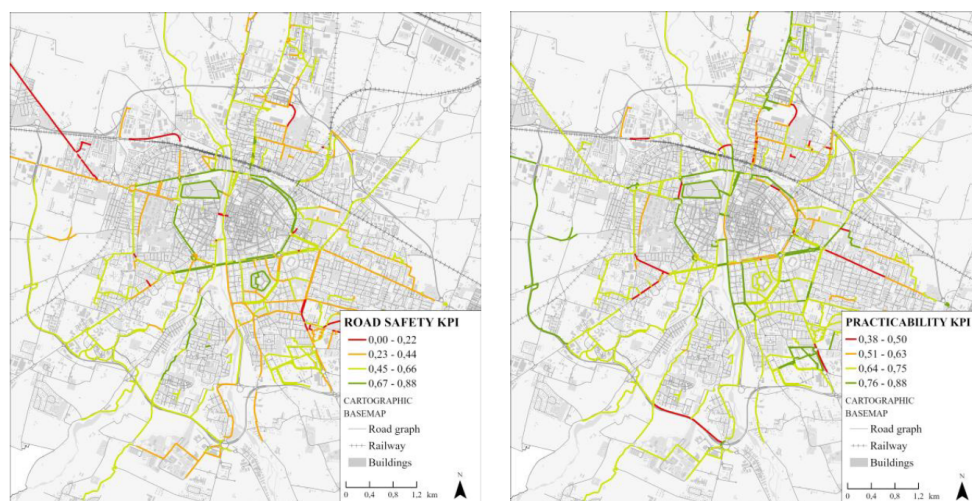 ROAD SAFETY KPI
0,00 - 0,22
0,23 - 0,44
0,45 - 0,66
0,67 - 0,88
CARTOGRAPHIC
BASEMAP
Road graph
Railway
Buildings
N
0 0,4 0,8 1,2 km
PRACTICABILITY KPI
0,38 - 0,50
0,51 - 0,63
0,64 - 0,75
0,76 - 0,88
CARTOGRAPHIC
BASEMAP
Road graph
Railway
Buildings
N
0 0,4 0,8 1,2 km